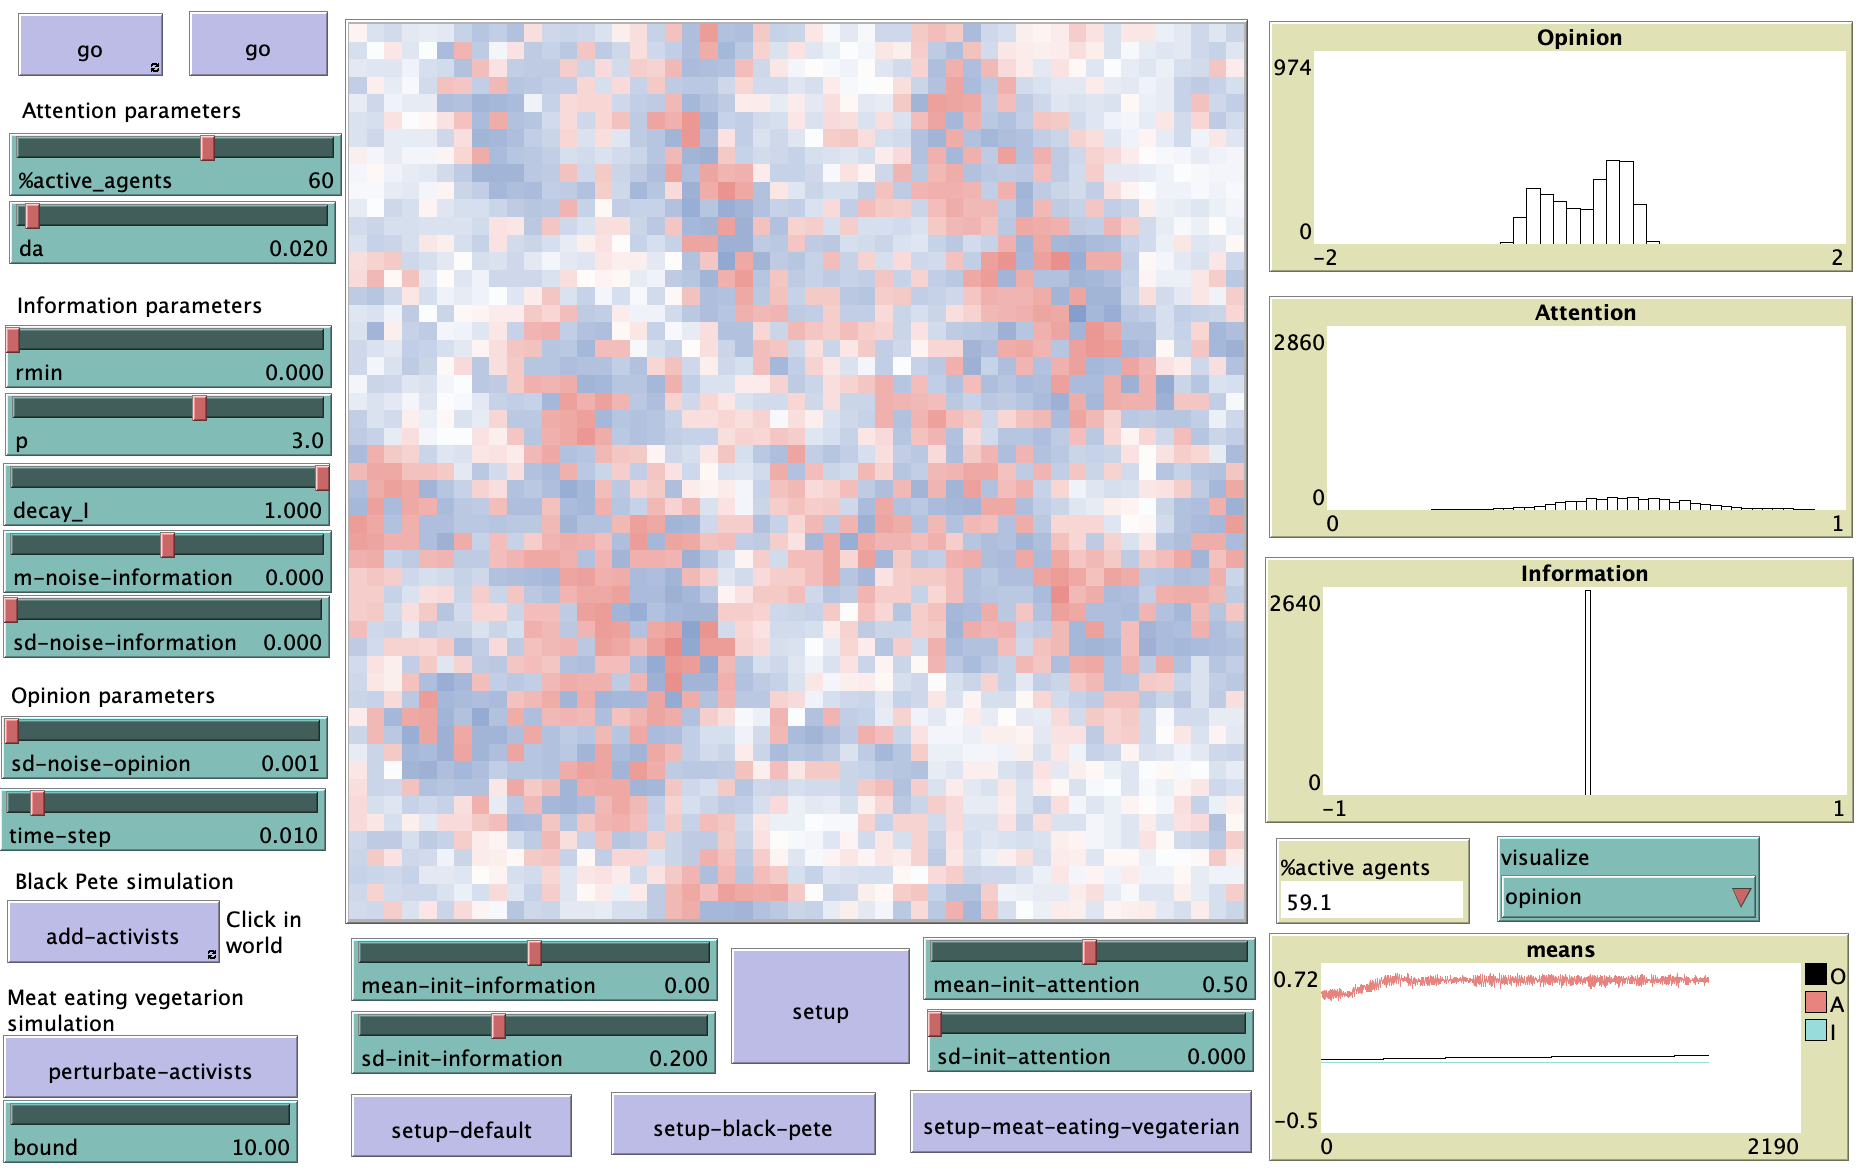 go
go
Attention parameters
%active_agents 60
da 0.020
Information parameters
rmin 0.000
p 3.0
decay_I 1.000
m-noise-information 0.000
sd-noise-information 0.000
Opinion parameters
sd-noise-opinion 0.001
time-step 0.010
Black Pete simulation
add-activists
Click in
world
Meat eating vegetarion
simulation
perturbate-activists
bound 10.00
mean-init-information 0.00
sd-init-information 0.200
setup
mean-init-attention 0.50
sd-init-attention 0.000
setup-default
setup-black-pete
setup-meat-eating-vegaterian
Opinion
974
0
-2 2
Attention
2860
0
0 1
Information
2640
0
-1 1
%active agents
59.1
visualize
opinion
means
0.72
-0.5
0 2190
O
A
I